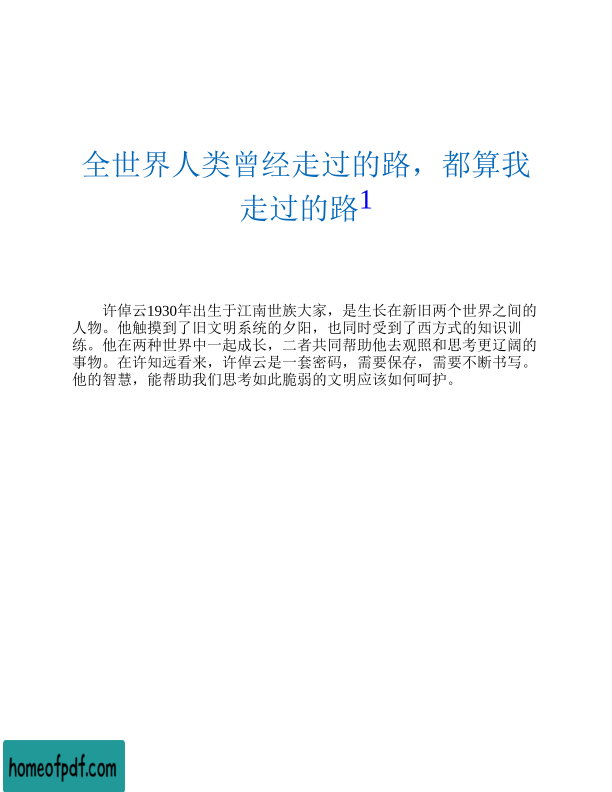 全世界人类曾经走过的路，都算我
走过的路1
许倬云1930年出生于江南世族大家，是生长在新旧两个世界之间的
人物。他触摸到了旧文明系统的夕阳，也同时受到了西方式的知识训
练。他在两种世界中一起成长，二者共同帮助他去观照和思考更辽阔的
事物。在许知远看来，许倬云是一套密码，需要保存，需要不断书写。
他的智慧，能帮助我们思考如此脆弱的文明应该如何呵护。
homeofpdf.com